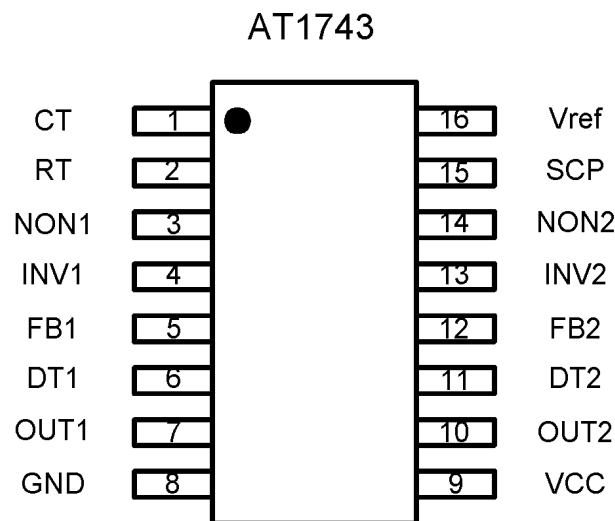 AT1743
CT 1 16 Vref
RT 2 15 SCP
NON1 3 14 NON2
INV1 4 13 INV2
FB1 5 12 FB2
DT1 6 11 DT2
OUT1 7 10 OUT2
GND 8 9 VCC